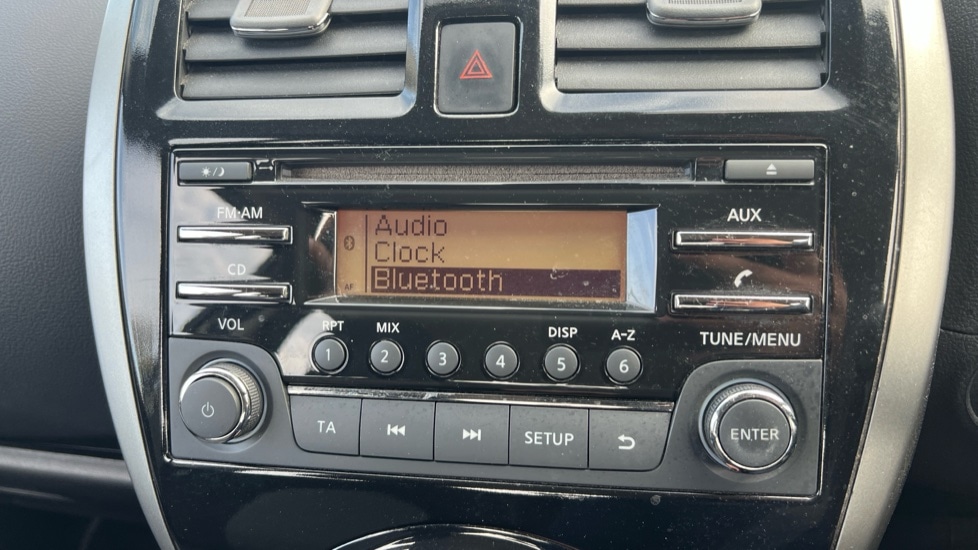 FM·AM
CD
VOL
AF
Audio
Clock
Bluetooth
AUX
TUNE/MENU
RPT
MIX
DISP
A-Z
1
2
3
4
5
6
TA
SETUP
ENTER